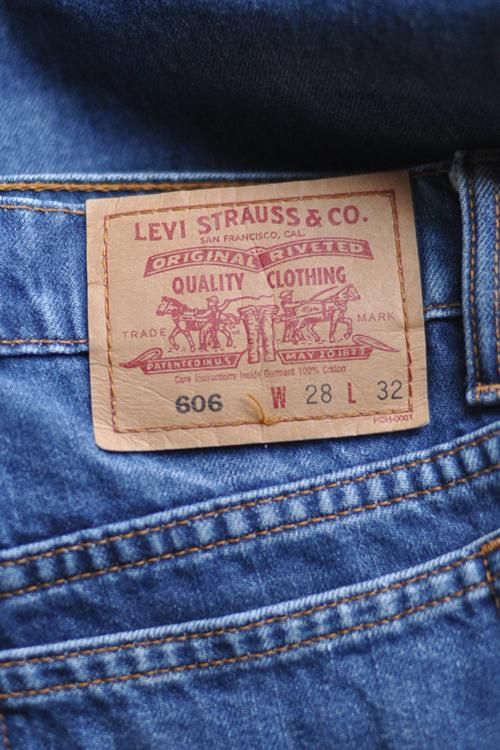 LEVI STRAUSS & CO.
SAN FRANCISCO, CAL.
ORIGINAL RIVETED
QUALITY CLOTHING
TRADE MARK
PATENTED IN U.S. MAY 20 1873
Care Instructions Inside Garment 100% Cotton
606 W 28 L 32
PCH-0001